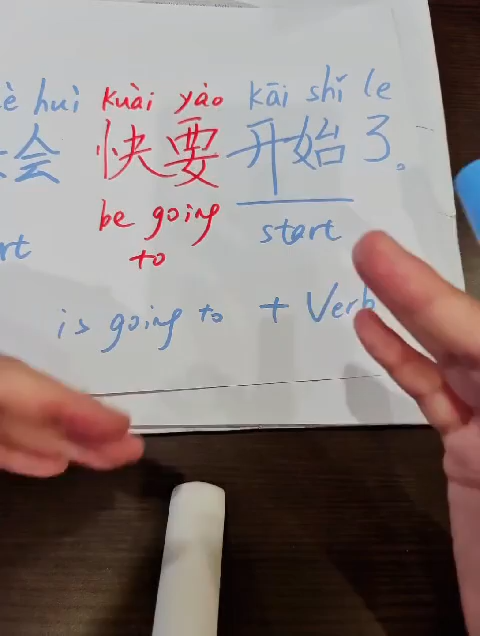 è huì kuài yào kāi shǐ le
会 快要 开始了。
be going to
start
rt
is going to + Verb